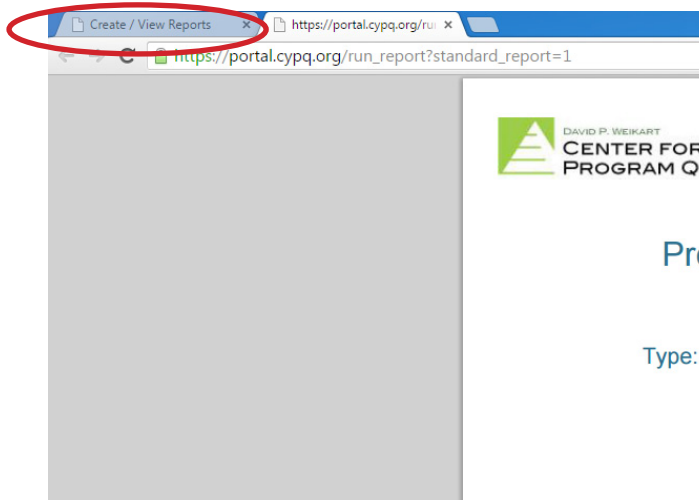 Create / View Reports × https://portal.cypq.org/ru ×
https://portal.cypq.org/run_report?standard_report=1
DAVID P. WEIKART
CENTER FOR
PROGRAM Q
Pr
Type: